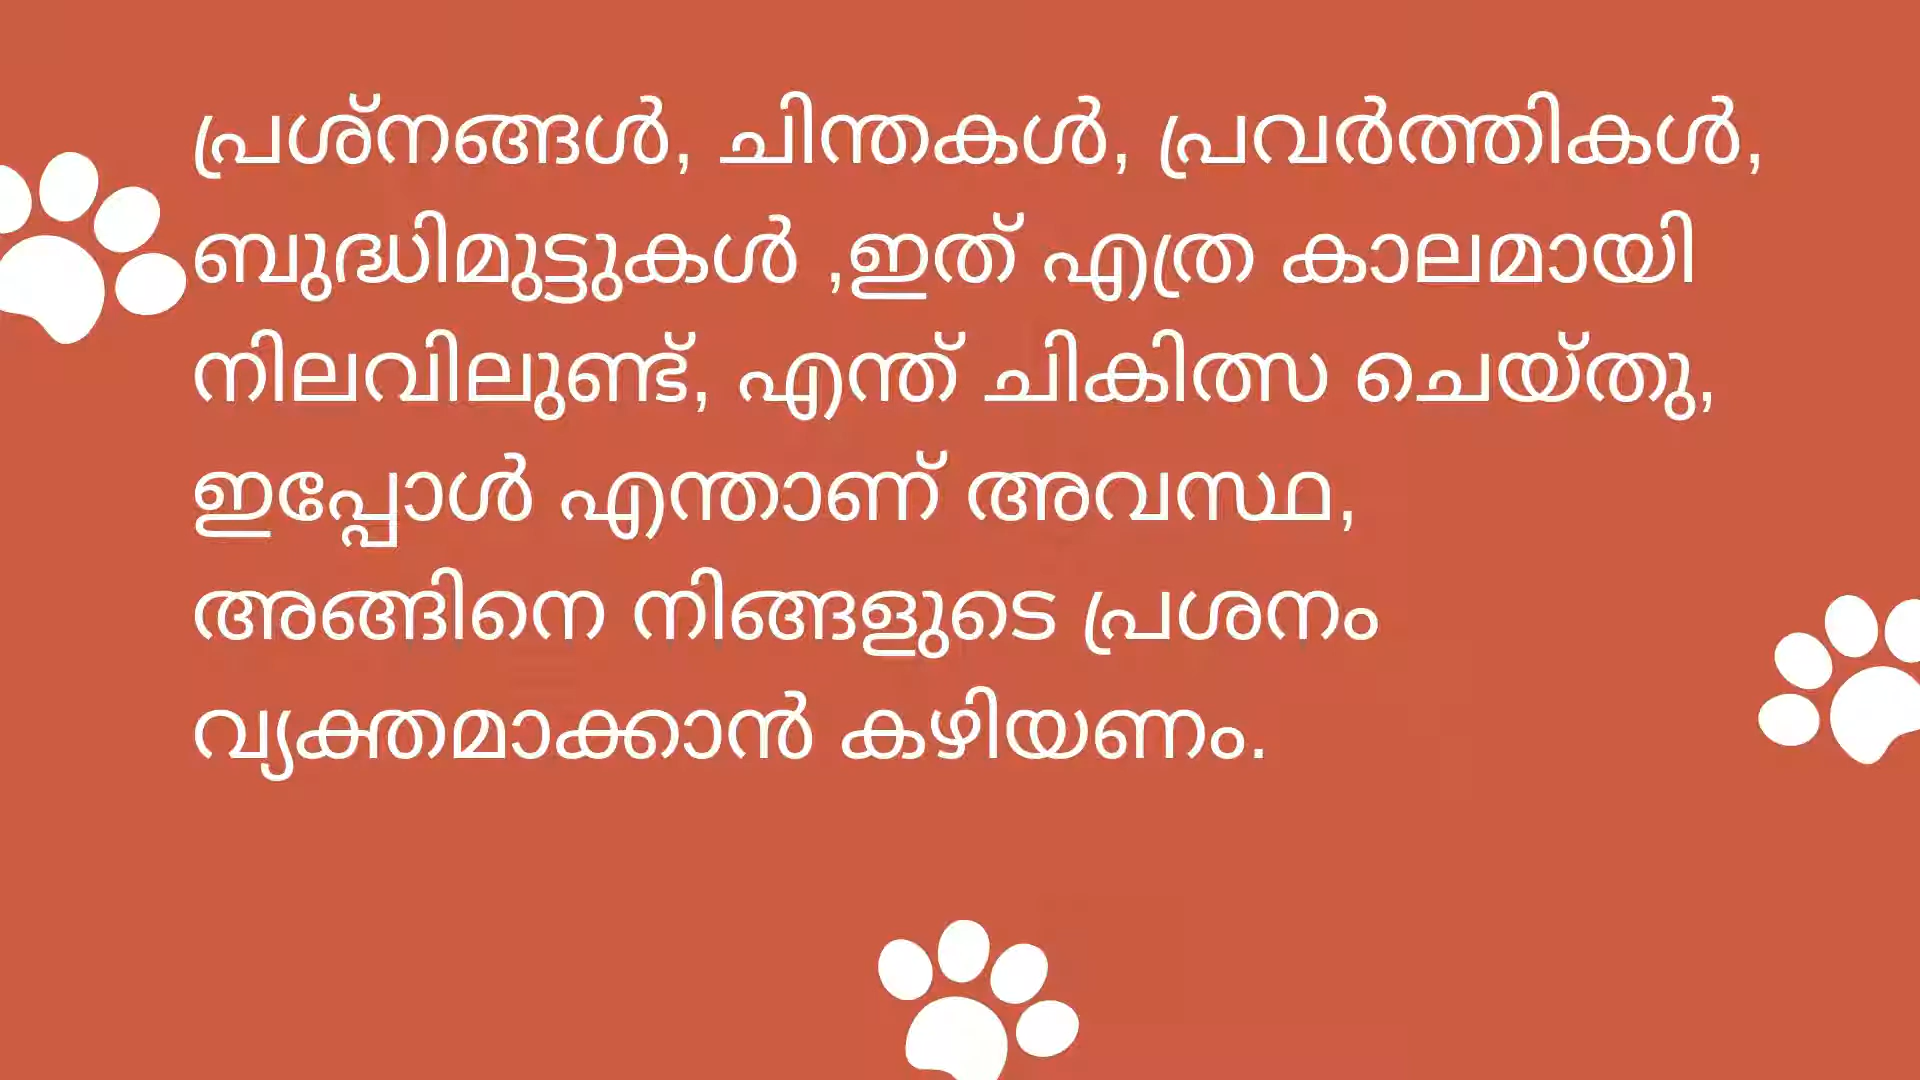 പ്രശ്നങ്ങൾ, ചിന്തകൾ, പ്രവർത്തികൾ,
ബുദ്ധിമുട്ടുകൾ ,ഇത് എത്ര കാലമായി
നിലവിലുണ്ട്, എന്ത് ചികിത്സ ചെയ്തു,
ഇപ്പോൾ എന്താണ് അവസ്ഥ,
അങ്ങിനെ നിങ്ങളുടെ പ്രശനം
വ്യക്തമാക്കാൻ കഴിയണം.